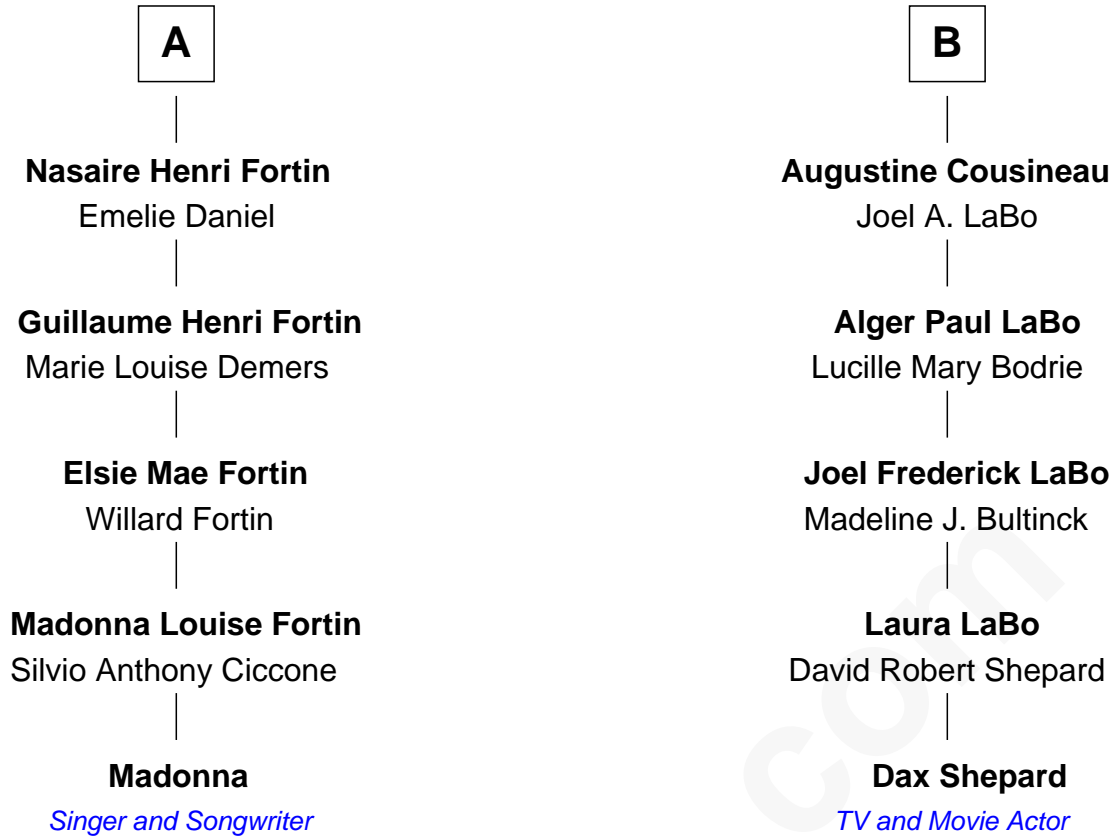 A
Nasaire Henri Fortin
Emelie Daniel
Guillaume Henri Fortin
Marie Louise Demers
Elsie Mae Fortin
Willard Fortin
Madonna Louise Fortin
Silvio Anthony Ciccone
Madonna
Singer and Songwriter
B
Augustine Cousineau
Joel A. LaBo
Alger Paul LaBo
Lucille Mary Bodrie
Joel Frederick LaBo
Madeline J. Bultinck
Laura LaBo
David Robert Shepard
Dax Shepard
TV and Movie Actor
com